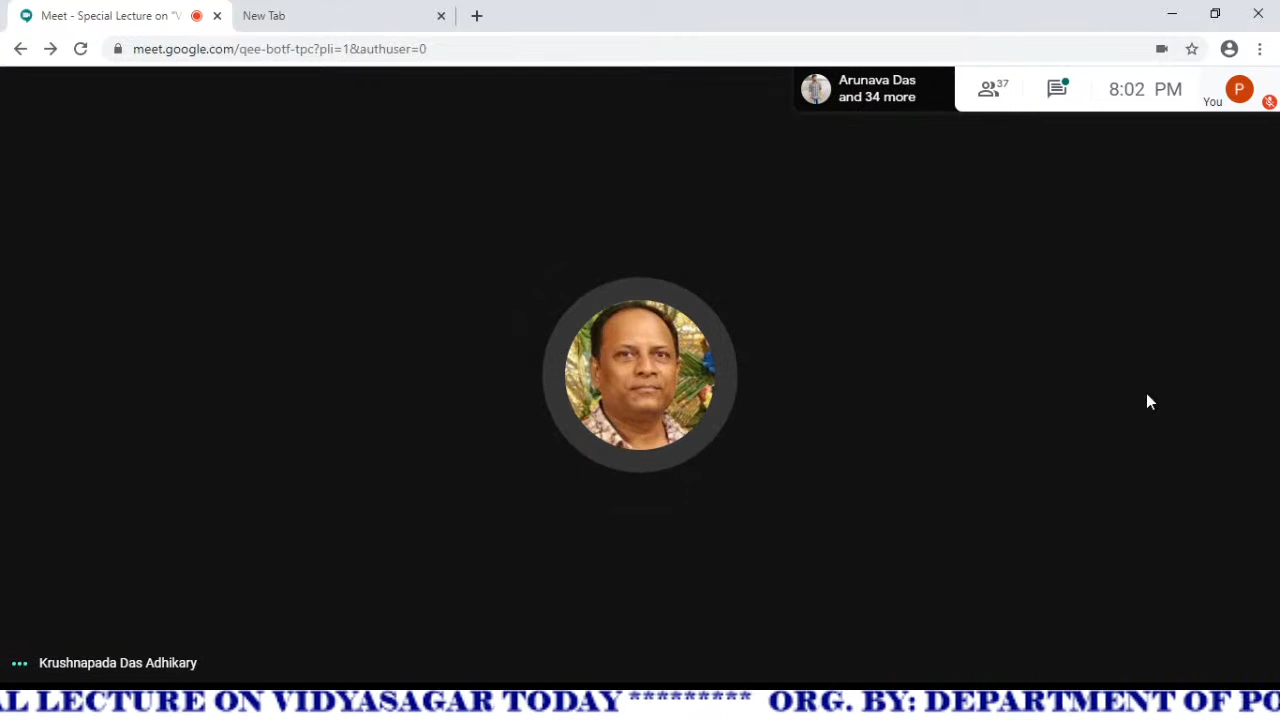 Meet - Special Lecture on "V
New Tab
meet.google.com/qee-botf-tpc?pli=1&authuser=0
Arunava Das
and 34 more
37
8:02 PM
You
P
Krushnapada Das Adhikary
AL LECTURE ON VIDYASAGAR TODAY ********* ORG. BY: DEPARTMENT OF PO